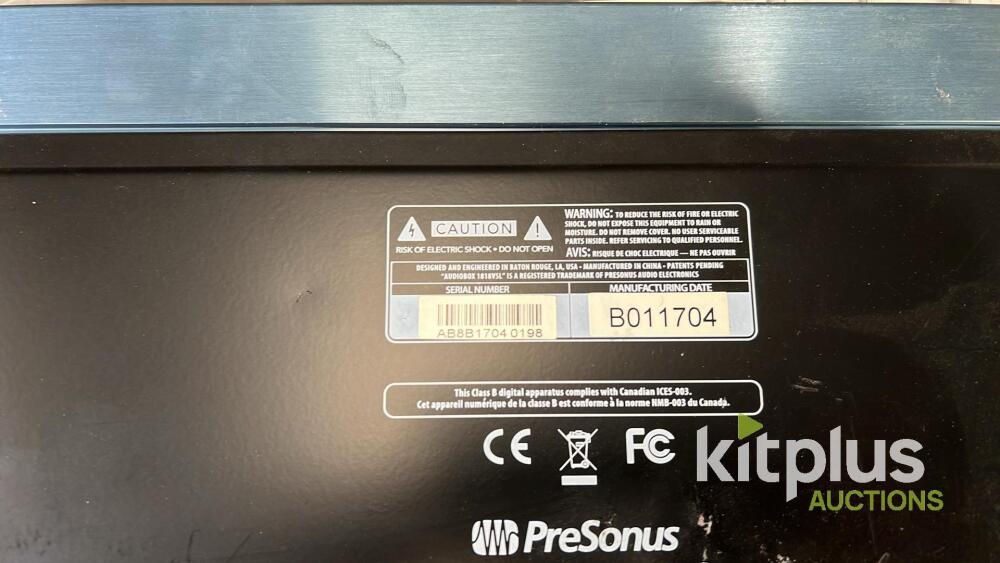 CAUTION
RISK OF ELECTRIC SHOCK • DO NOT OPEN
WARNING: TO REDUCE THE RISK OF FIRE OR ELECTRIC
SHOCK, DO NOT EXPOSE THIS EQUIPMENT TO RAIN OR
MOISTURE. DO NOT REMOVE COVER. NO USER SERVICEABLE
PARTS INSIDE. REFER SERVICING TO QUALIFIED PERSONNEL.
AVIS: RISQUE DE CHOC ELECTRIQUE — NE PAS OUVRIR
DESIGNED AND ENGINEERED IN BATON ROUGE, LA, USA • MANUFACTURED IN CHINA • PATENTS PENDING
"AUDIOBOX 1818VSL" IS A REGISTERED TRADEMARK OF PRESONUS AUDIO ELECTRONICS
SERIAL NUMBER
AB8B1704 0198
MANUFACTURING DATE
B011704
This Class B digital apparatus complies with Canadian ICES-003.
Cet appareil numérique de la classe B est conforme à la norme NMB-003 du Canada.
CE
FC
PreSonus
kitplus
AUCTIONS